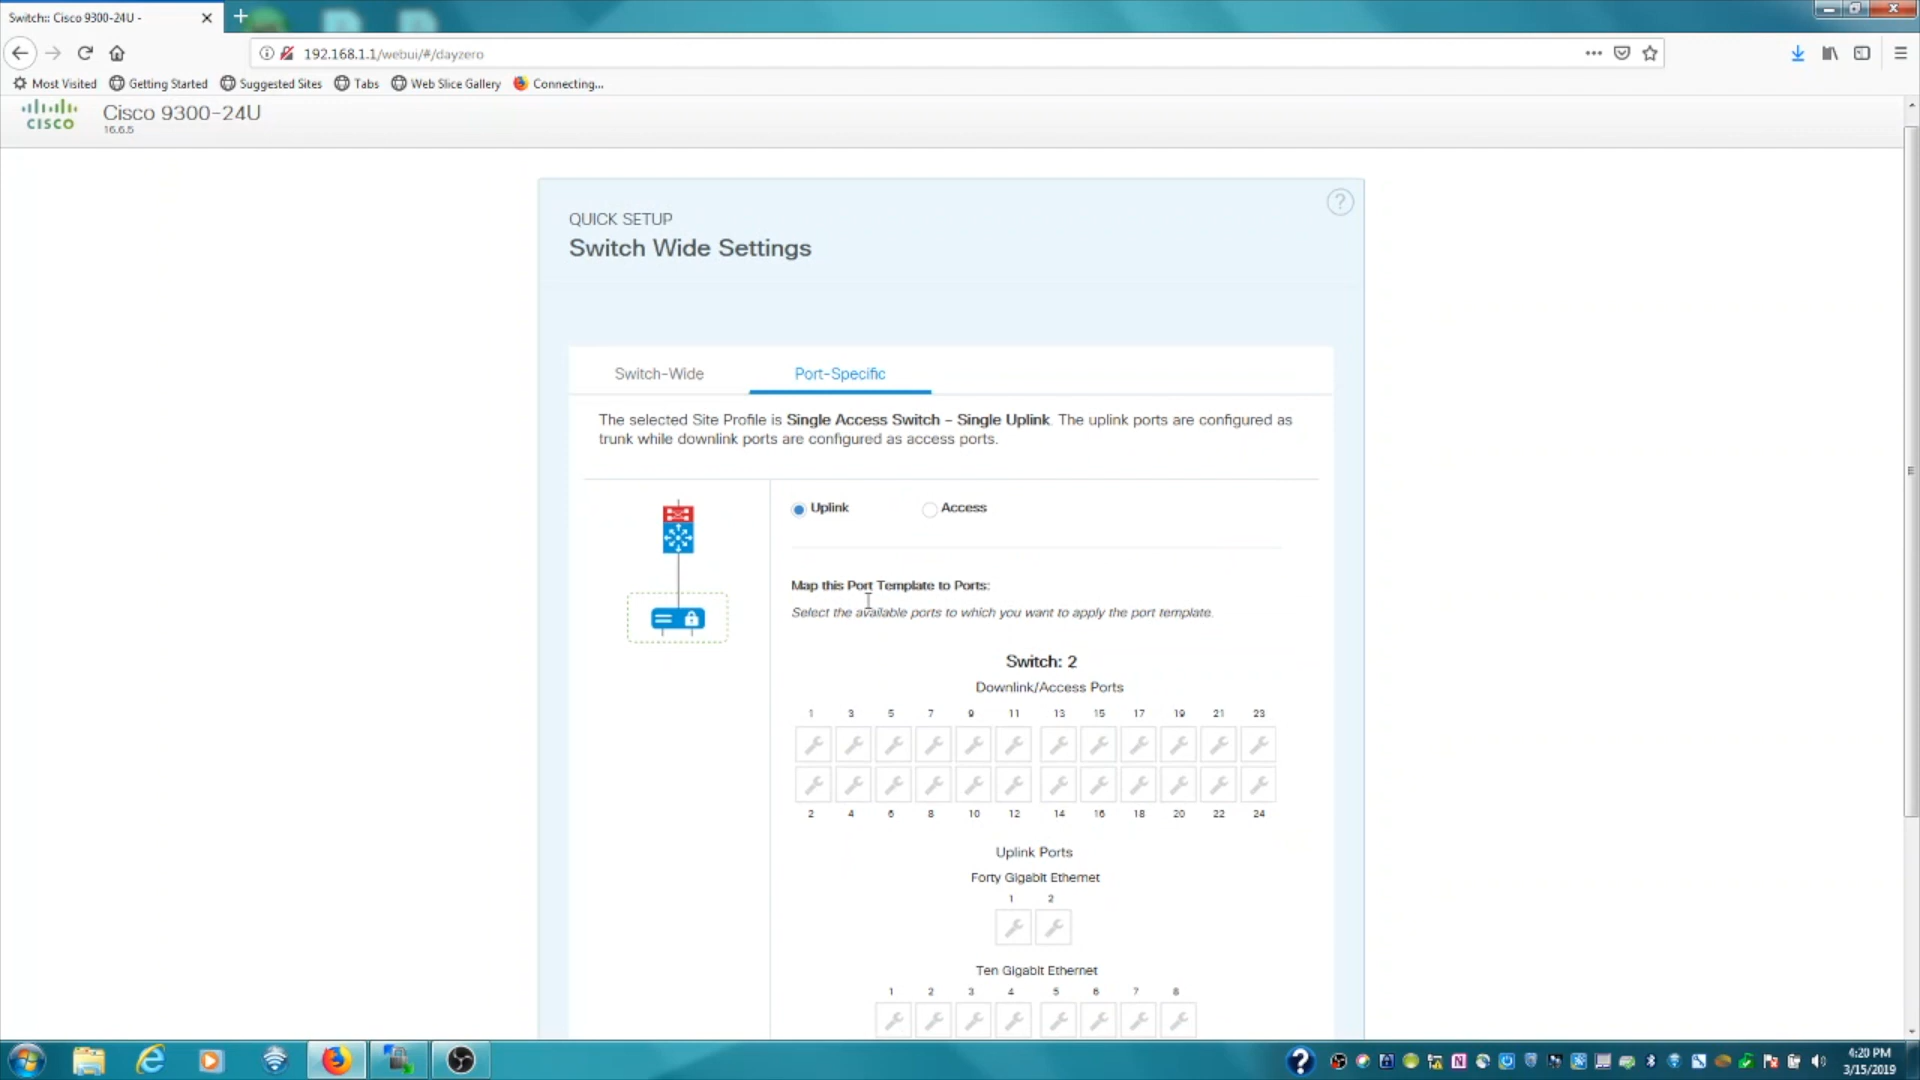 Switch:: Cisco 9300-24U -
192.168.1.1/webui/#/dayzero
Most Visited Getting Started Suggested Sites Tabs Web Slice Gallery Connecting...
CISCO
Cisco 9300-24U
16.6.5
QUICK SETUP
Switch Wide Settings
?
Switch-Wide Port-Specific
The selected Site Profile is Single Access Switch - Single Uplink. The uplink ports are configured as
trunk while downlink ports are configured as access ports.
Uplink Access
Map this Port Template to Ports:
Select the available ports to which you want to apply the port template.
Switch: 2
Downlink/Access Ports
1 3 5 7 9 11 13 15 17 19 21 23
2 4 6 8 10 12 14 16 18 20 22 24
Uplink Ports
Forty Gigabit Ethernet
1 2
Ten Gigabit Ethernet
1 2 3 4 5 6 7 8
4:20 PM
3/15/2019